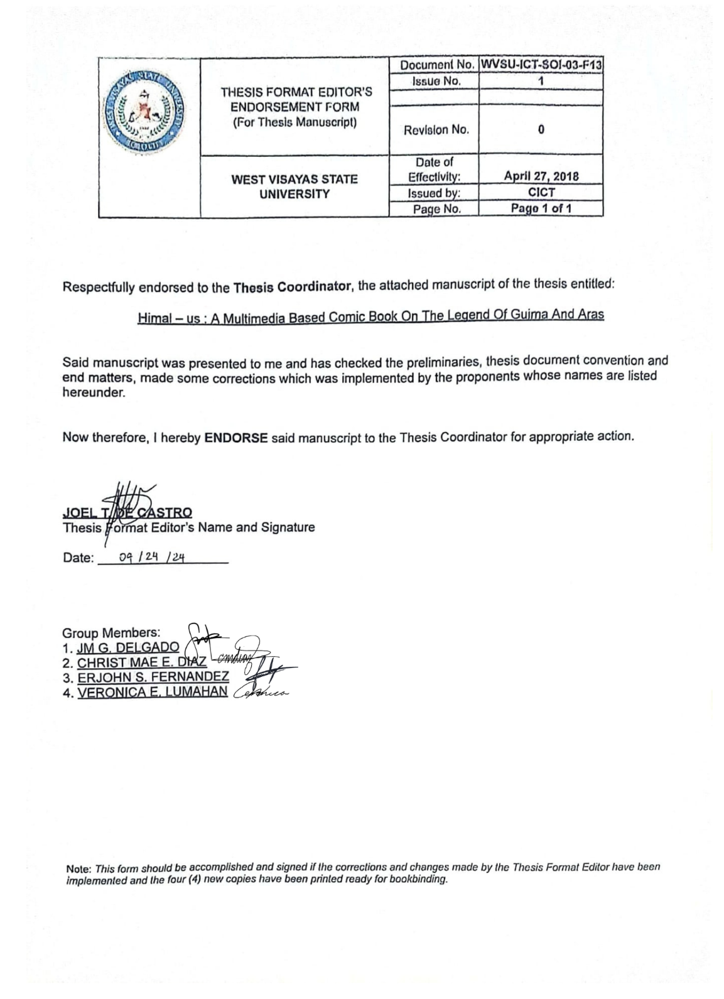 Document No. WVSU-ICT-SOI-03-F13
THESIS FORMAT EDITOR'S
ENDORSEMENT FORM
(For Thesis Manuscript)
Issue No. 1
Revision No. 0
WEST VISAYAS STATE
UNIVERSITY
Date of
Effectivity: April 27, 2018
Issued by: CICT
Page No. Page 1 of 1
WEST VISAYAS STATE UNIVERSITY
Respectfully endorsed to the Thesis Coordinator, the attached manuscript of the thesis entitled:
Himal – us : A Multimedia Based Comic Book On The Legend Of Guima And Aras
Said manuscript was presented to me and has checked the preliminaries, thesis document convention and
end matters, made some corrections which was implemented by the proponents whose names are listed
hereunder.
Now therefore, I hereby ENDORSE said manuscript to the Thesis Coordinator for appropriate action.
JOEL T. DE CASTRO
Thesis Format Editor's Name and Signature
Date: 09 / 24 / 24
Group Members:
1. JM G. DELGADO
2. CHRIST MAE E. DIAZ
3. ERJOHN S. FERNANDEZ
4. VERONICA E. LUMAHAN
Note: This form should be accomplished and signed if the corrections and changes made by the Thesis Format Editor have been
implemented and the four (4) new copies have been printed ready for bookbinding.